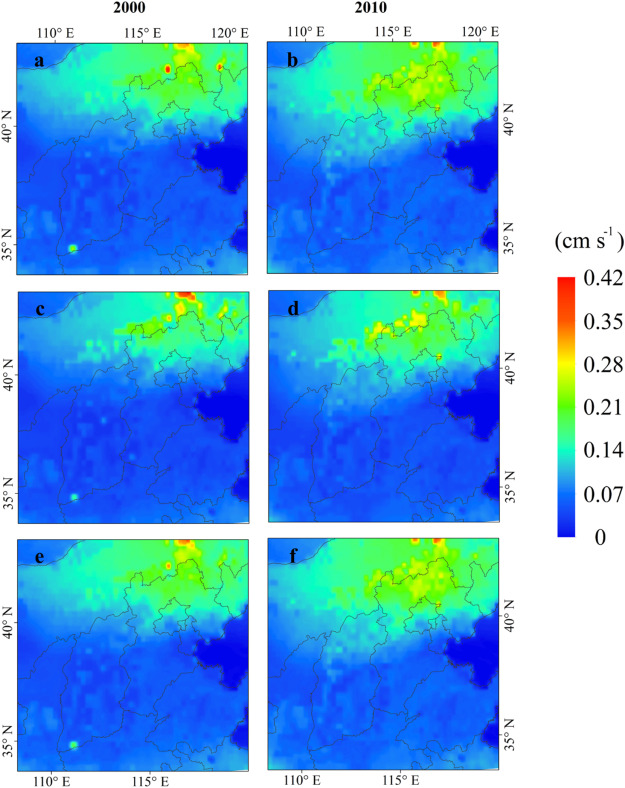 2000 2010
110° E 115° E 120° E 110° E 115° E 120° E
a b
40° N 40° N
35° N 35° N
(cm s-1)
c d
0.42
0.35
40° N 40° N
0.28
0.21
0.14
35° N 35° N
0.07
0
e f
40° N 40° N
35° N 35° N
110° E 115° E 110° E 115° E